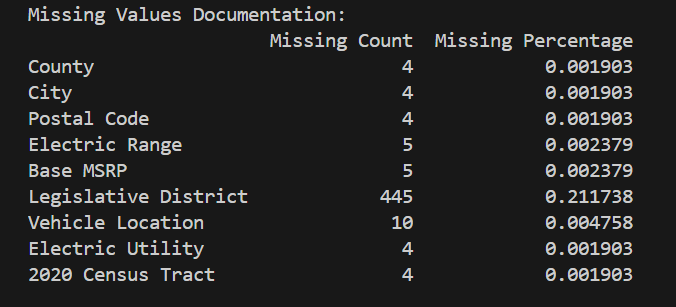 Missing Values Documentation:
Missing Count Missing Percentage
County 4 0.001903
City 4 0.001903
Postal Code 4 0.001903
Electric Range 5 0.002379
Base MSRP 5 0.002379
Legislative District 445 0.211738
Vehicle Location 10 0.004758
Electric Utility 4 0.001903
2020 Census Tract 4 0.001903